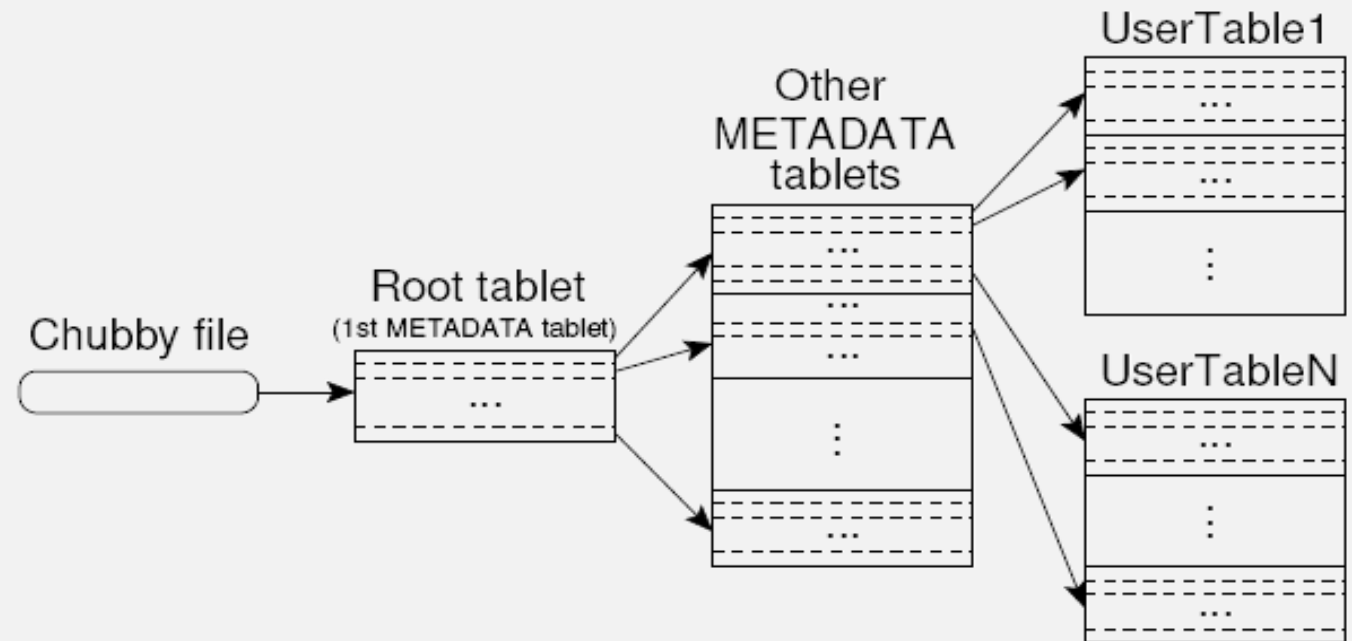 Chubby file
Root tablet
(1st METADATA tablet)
...
Other
METADATA
tablets
...
...
...
⋮
...
UserTable1
...
...
⋮
UserTableN
...
⋮
...